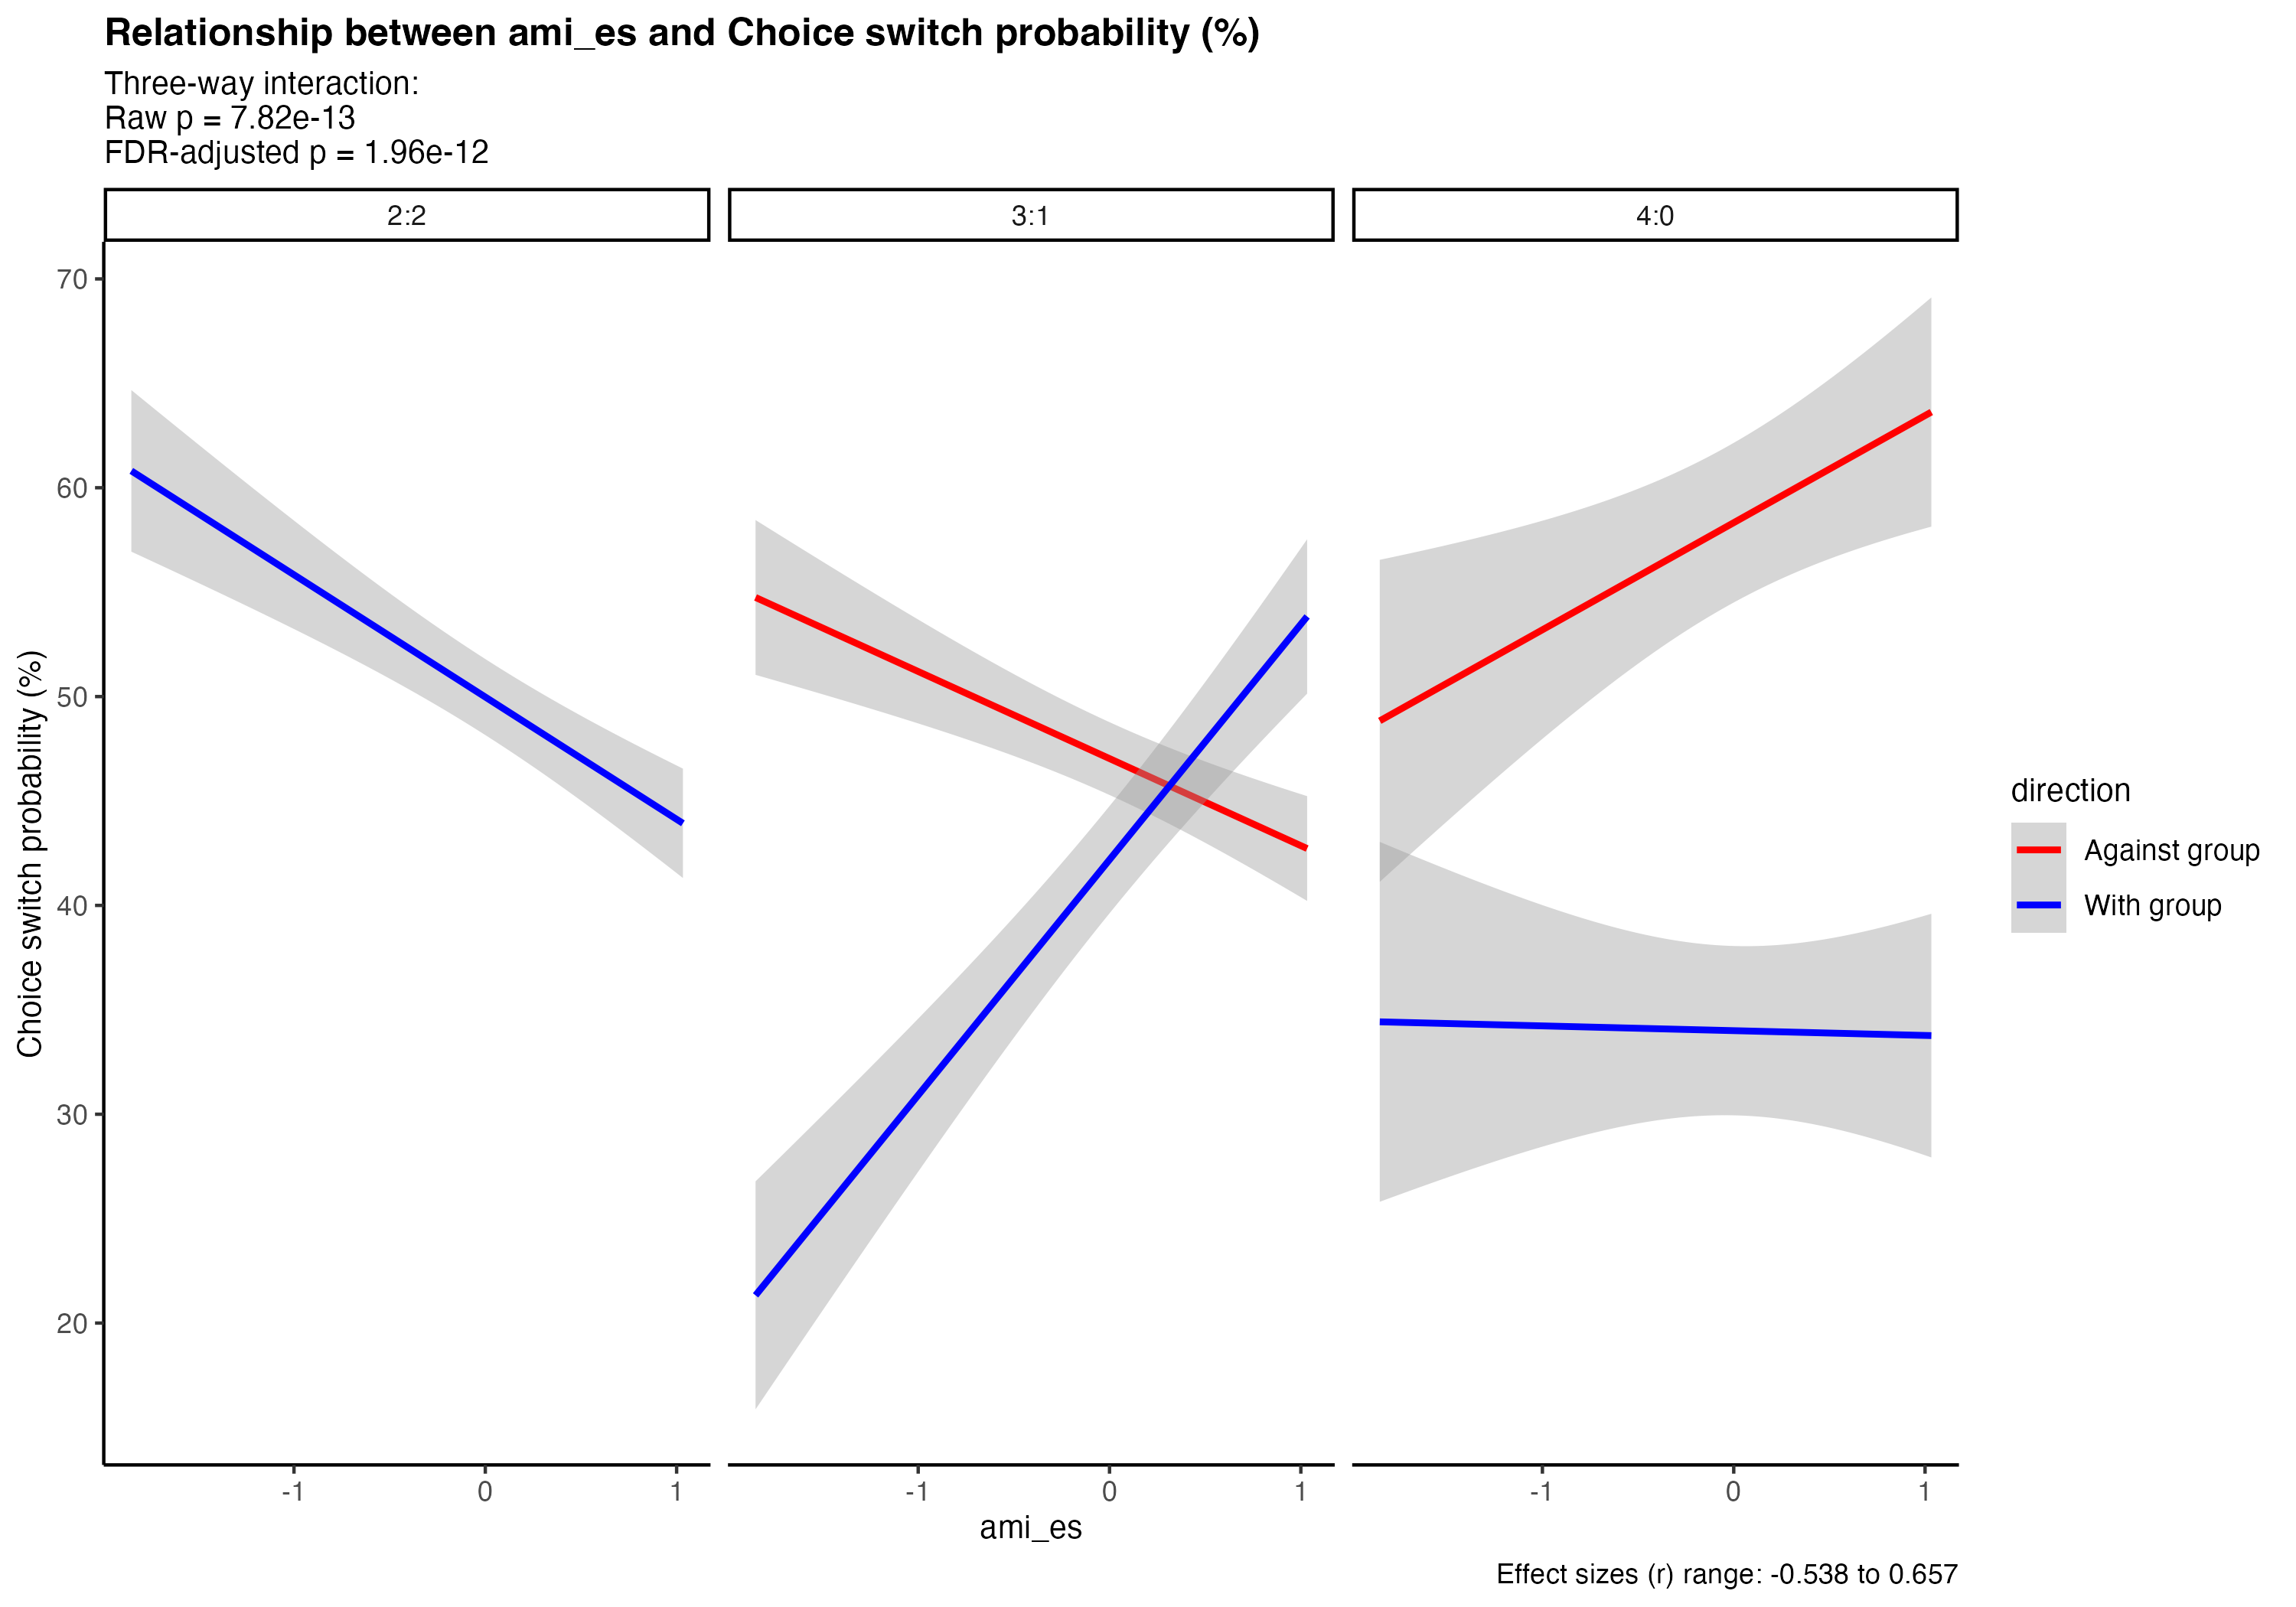 Relationship between ami_es and Choice switch probability (%)
Three-way interaction:
Raw p = 7.82e-13
FDR-adjusted p = 1.96e-12
2:2
3:1
4:0
Choice switch probability (%)
70
60
50
40
30
20
-1
0
1
-1
0
1
-1
0
1
ami_es
direction
Against group
With group
Effect sizes (r) range: -0.538 to 0.657